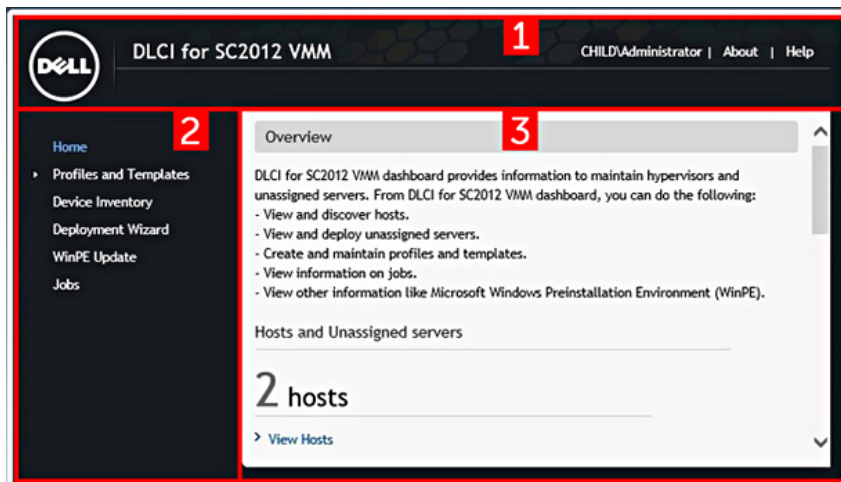 1
DELL
DLCI for SC2012 VMM
CHILD\Administrator | About | Help
2
Home
Profiles and Templates
Device Inventory
Deployment Wizard
WinPE Update
Jobs
3
Overview
DLCI for SC2012 VMM dashboard provides information to maintain hypervisors and
unassigned servers. From DLCI for SC2012 VMM dashboard, you can do the following:
- View and discover hosts.
- View and deploy unassigned servers.
- Create and maintain profiles and templates.
- View information on jobs.
- View other information like Microsoft Windows Preinstallation Environment (WinPE).
Hosts and Unassigned servers
2 hosts
View Hosts